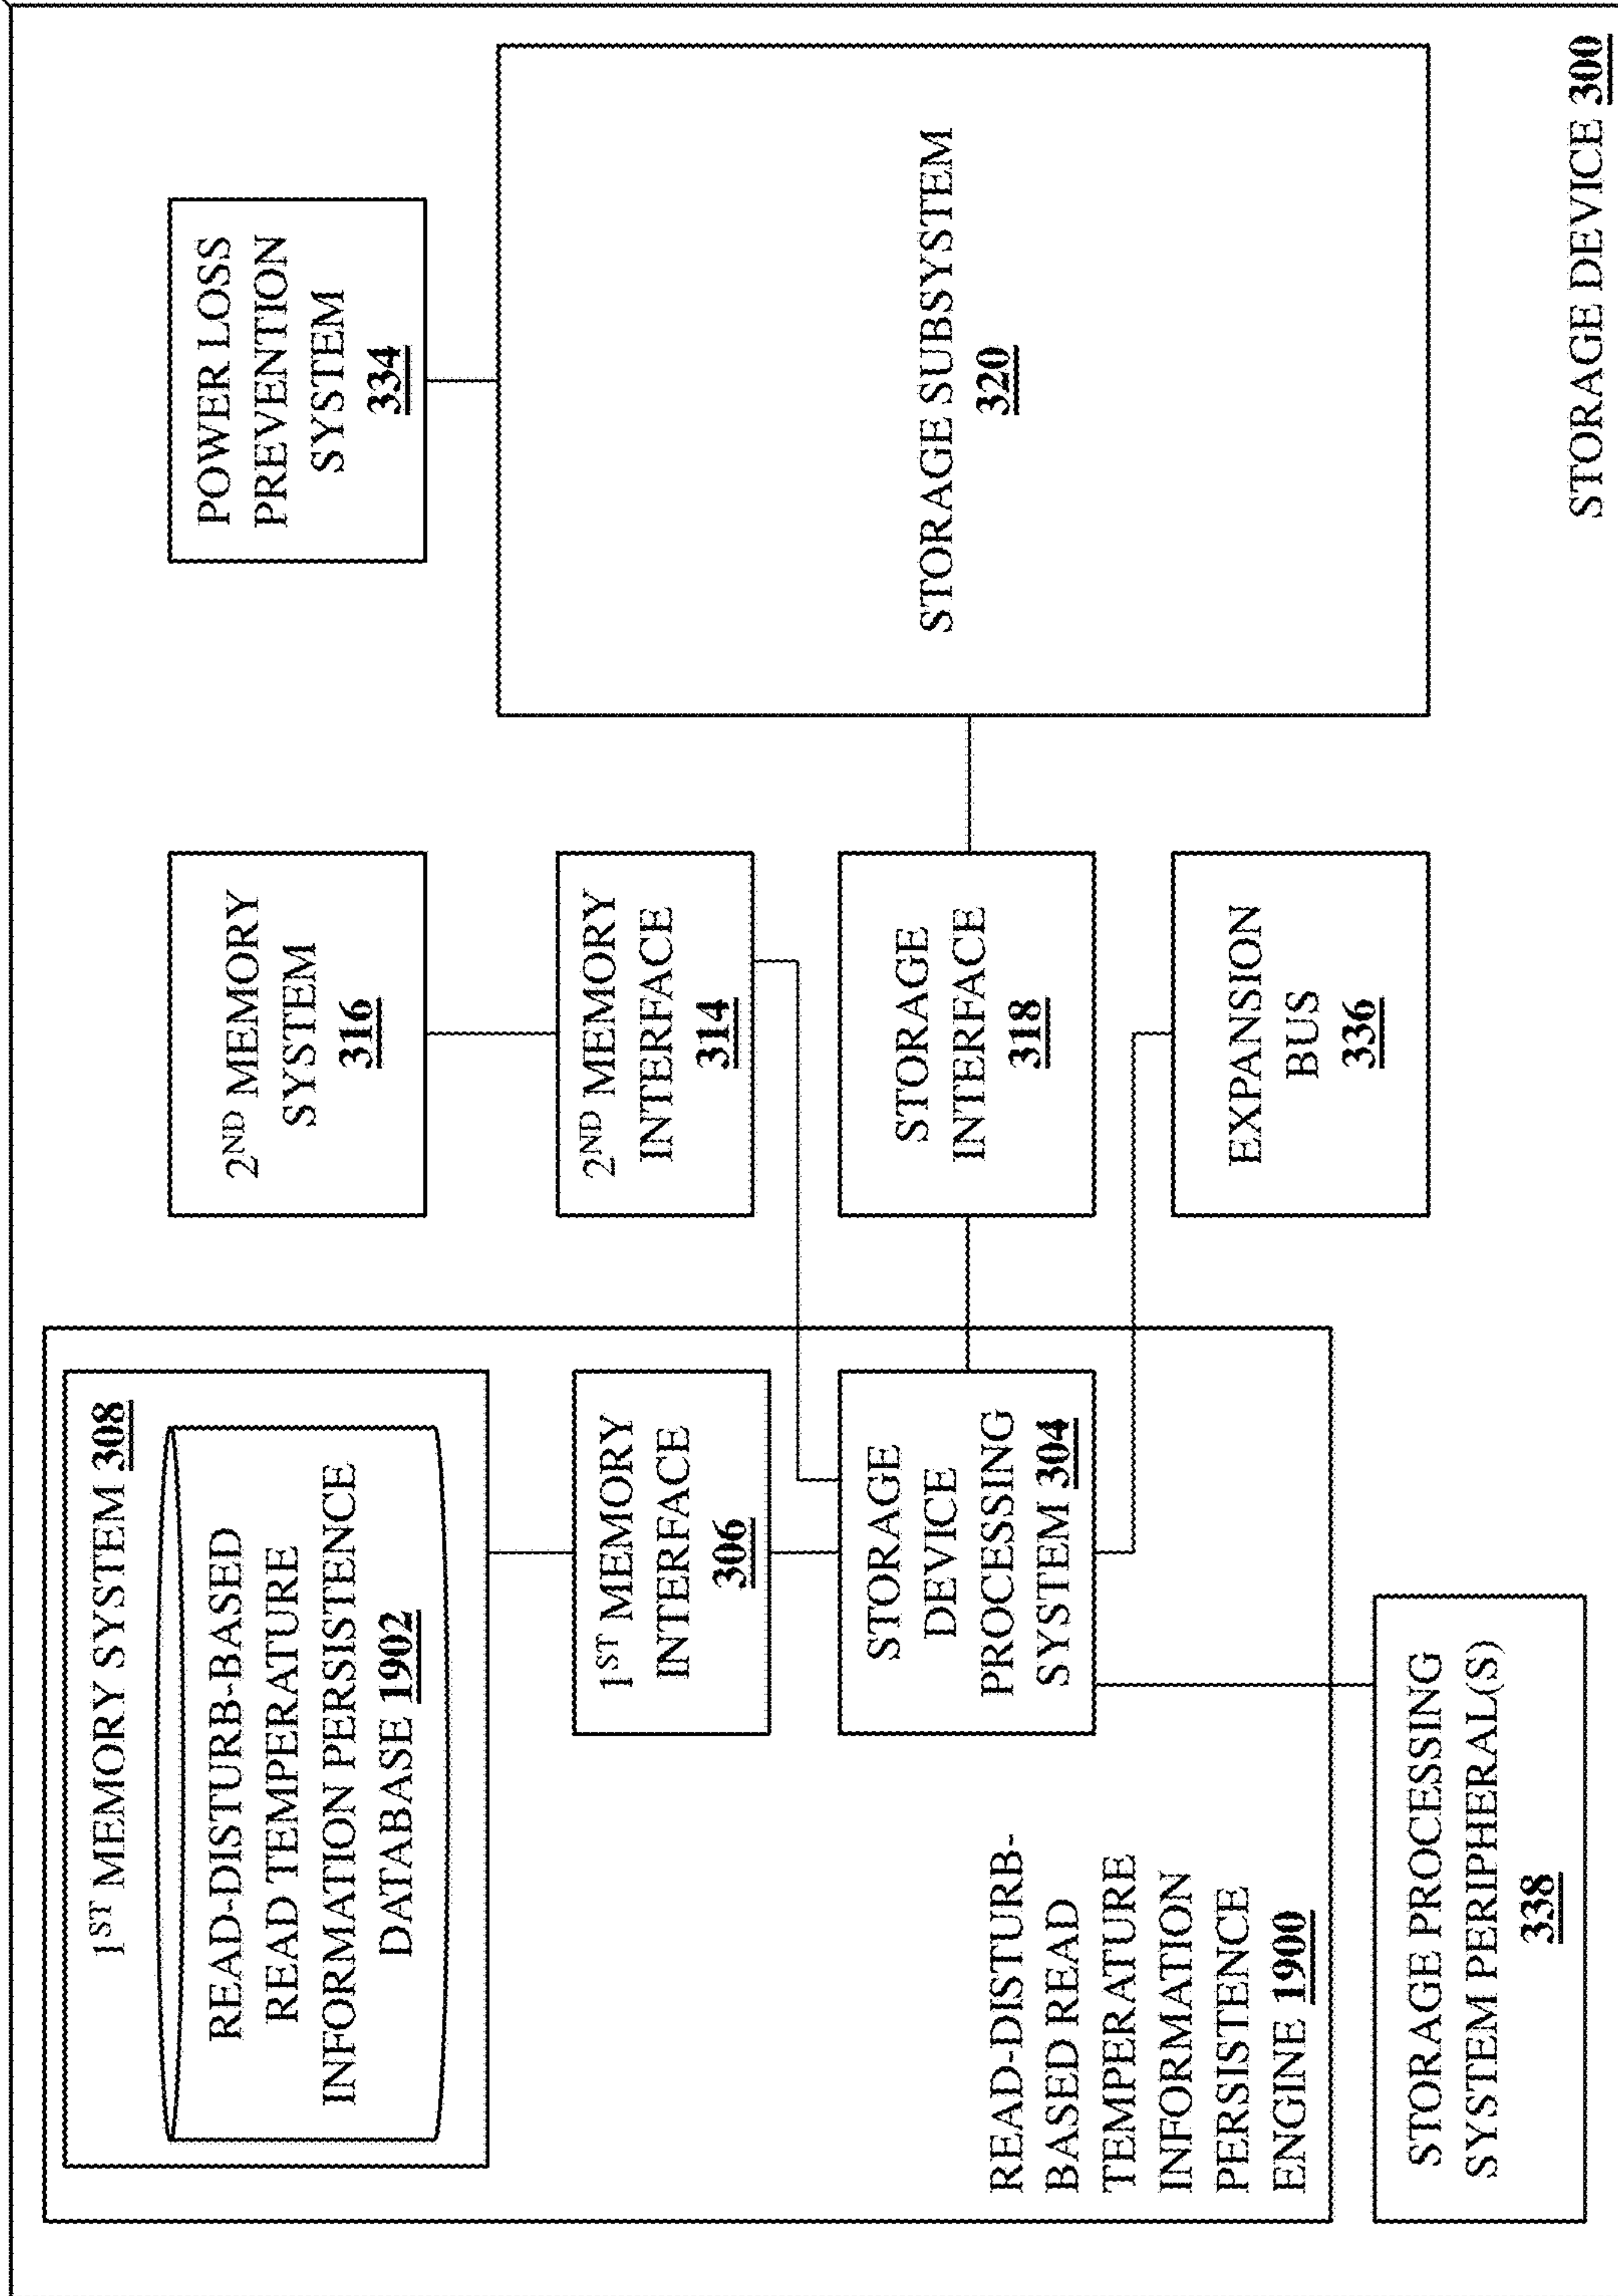 1ST MEMORY SYSTEM 308
READ-DISTURB-BASED
READ TEMPERATURE
INFORMATION PERSISTENCE
DATABASE 1902
1ST MEMORY
INTERFACE
306
STORAGE
DEVICE
PROCESSING
SYSTEM 304
READ-DISTURB-
BASED READ
TEMPERATURE
INFORMATION
PERSISTENCE
ENGINE 1900
STORAGE PROCESSING
SYSTEM PERIPHERAL(S)
338
2ND MEMORY
SYSTEM
316
2ND MEMORY
INTERFACE
314
STORAGE
INTERFACE
318
EXPANSION
BUS
336
POWER LOSS
PREVENTION
SYSTEM
334
STORAGE SUBSYSTEM
320
STORAGE DEVICE 300